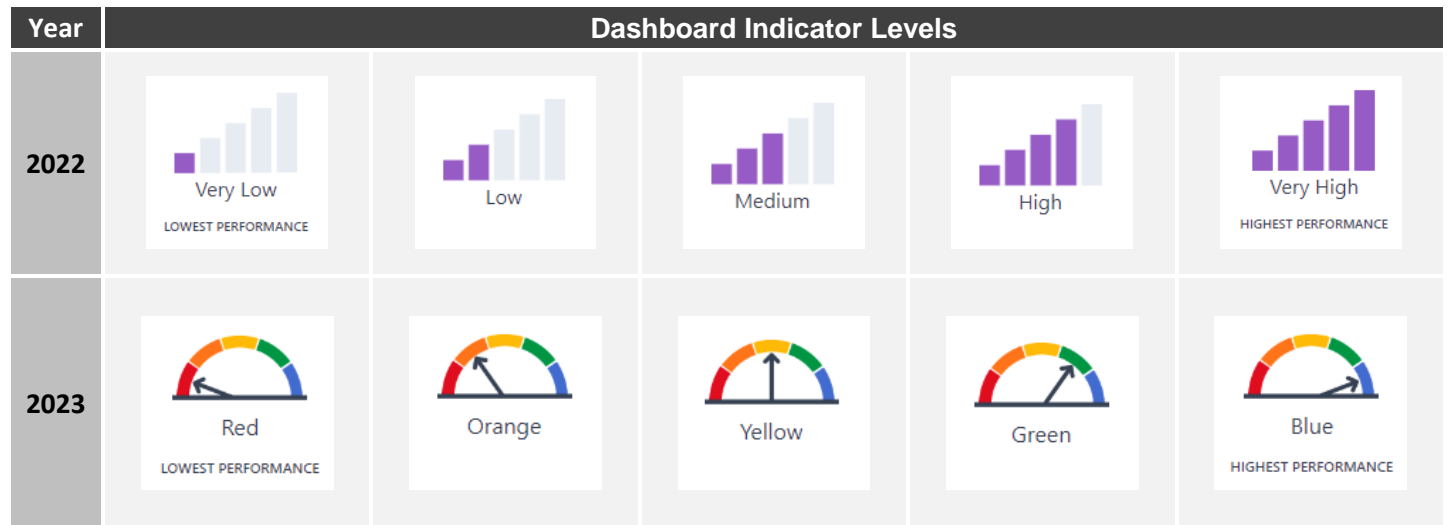 Year Dashboard Indicator Levels
2022
Very Low
LOWEST PERFORMANCE
Low
Medium
High
Very High
HIGHEST PERFORMANCE
2023
Red
LOWEST PERFORMANCE
Orange
Yellow
Green
Blue
HIGHEST PERFORMANCE